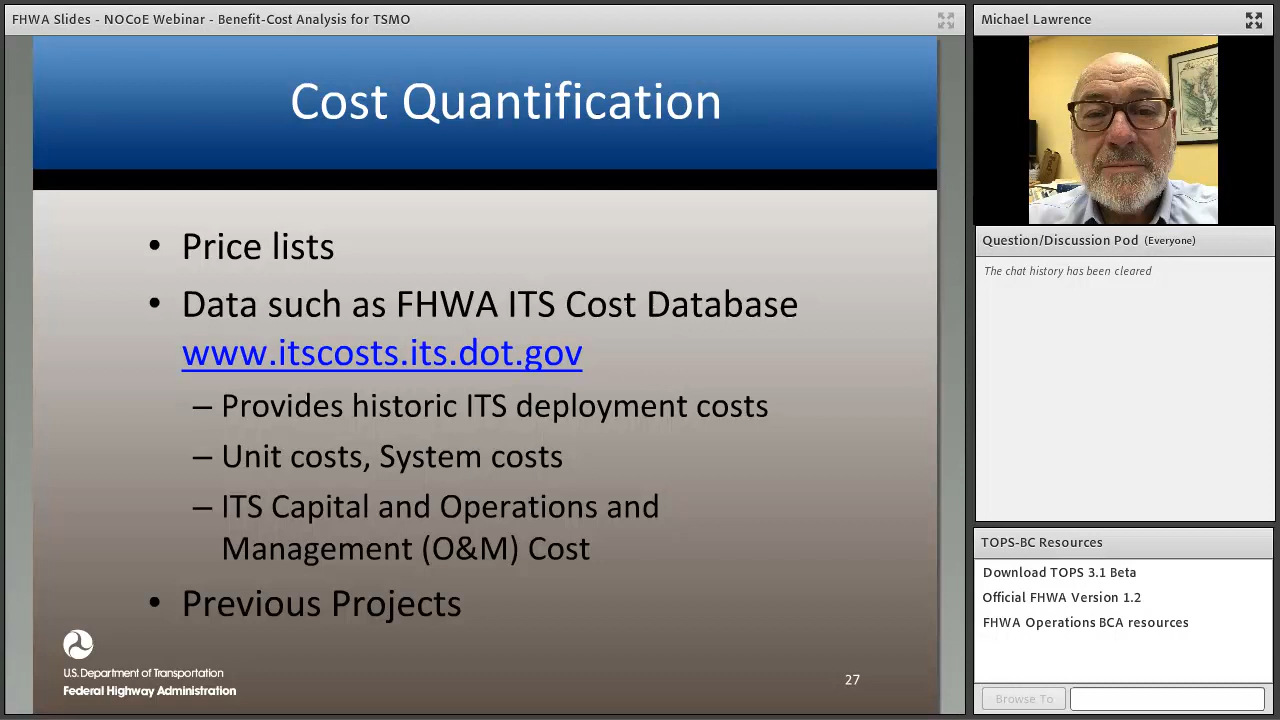 FHWA Slides - NOCoE Webinar - Benefit-Cost Analysis for TSMO
Cost Quantification
• Price lists
• Data such as FHWA ITS Cost Database
www.itscosts.its.dot.gov
– Provides historic ITS deployment costs
– Unit costs, System costs
– ITS Capital and Operations and
Management (O&M) Cost
• Previous Projects
U.S. Department of Transportation
Federal Highway Administration
27
Michael Lawrence
Question/Discussion Pod (Everyone)
The chat history has been cleared
TOPS-BC Resources
Download TOPS 3.1 Beta
Official FHWA Version 1.2
FHWA Operations BCA resources
Browse To